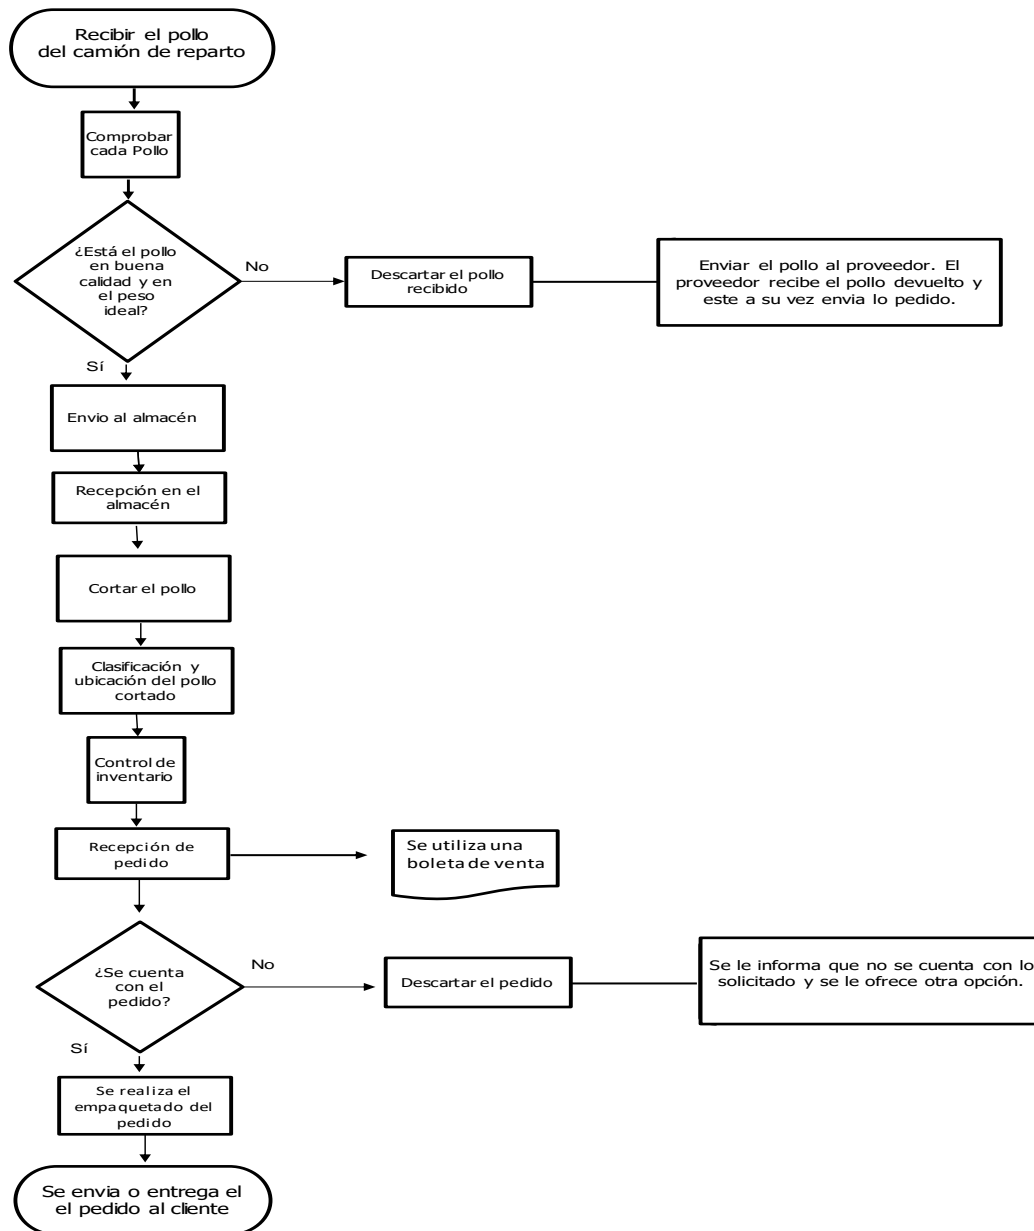 Recibir el pollo
del camión de reparto
Comprobar
cada Pollo
¿Está el pollo
en buena
calidad y en
el peso
ideal?
No
Descartar el pollo
recibido
Enviar el pollo al proveedor. El
proveedor recibe el pollo devuelto y
este a su vez envia lo pedido.
Sí
Envio al almacén
Recepción en el
almacén
Cortar el pollo
Clasificación y
ubicación del pollo
cortado
Control de
inventario
Recepción de
pedido
Se utiliza una
boleta de venta
¿Se cuenta
con el
pedido?
No
Descartar el pedido
Se le informa que no se cuenta con lo
solicitado y se le ofrece otra opción.
Sí
Se realiza el
empaquetado del
pedido
Se envia o entrega el
el pedido al cliente